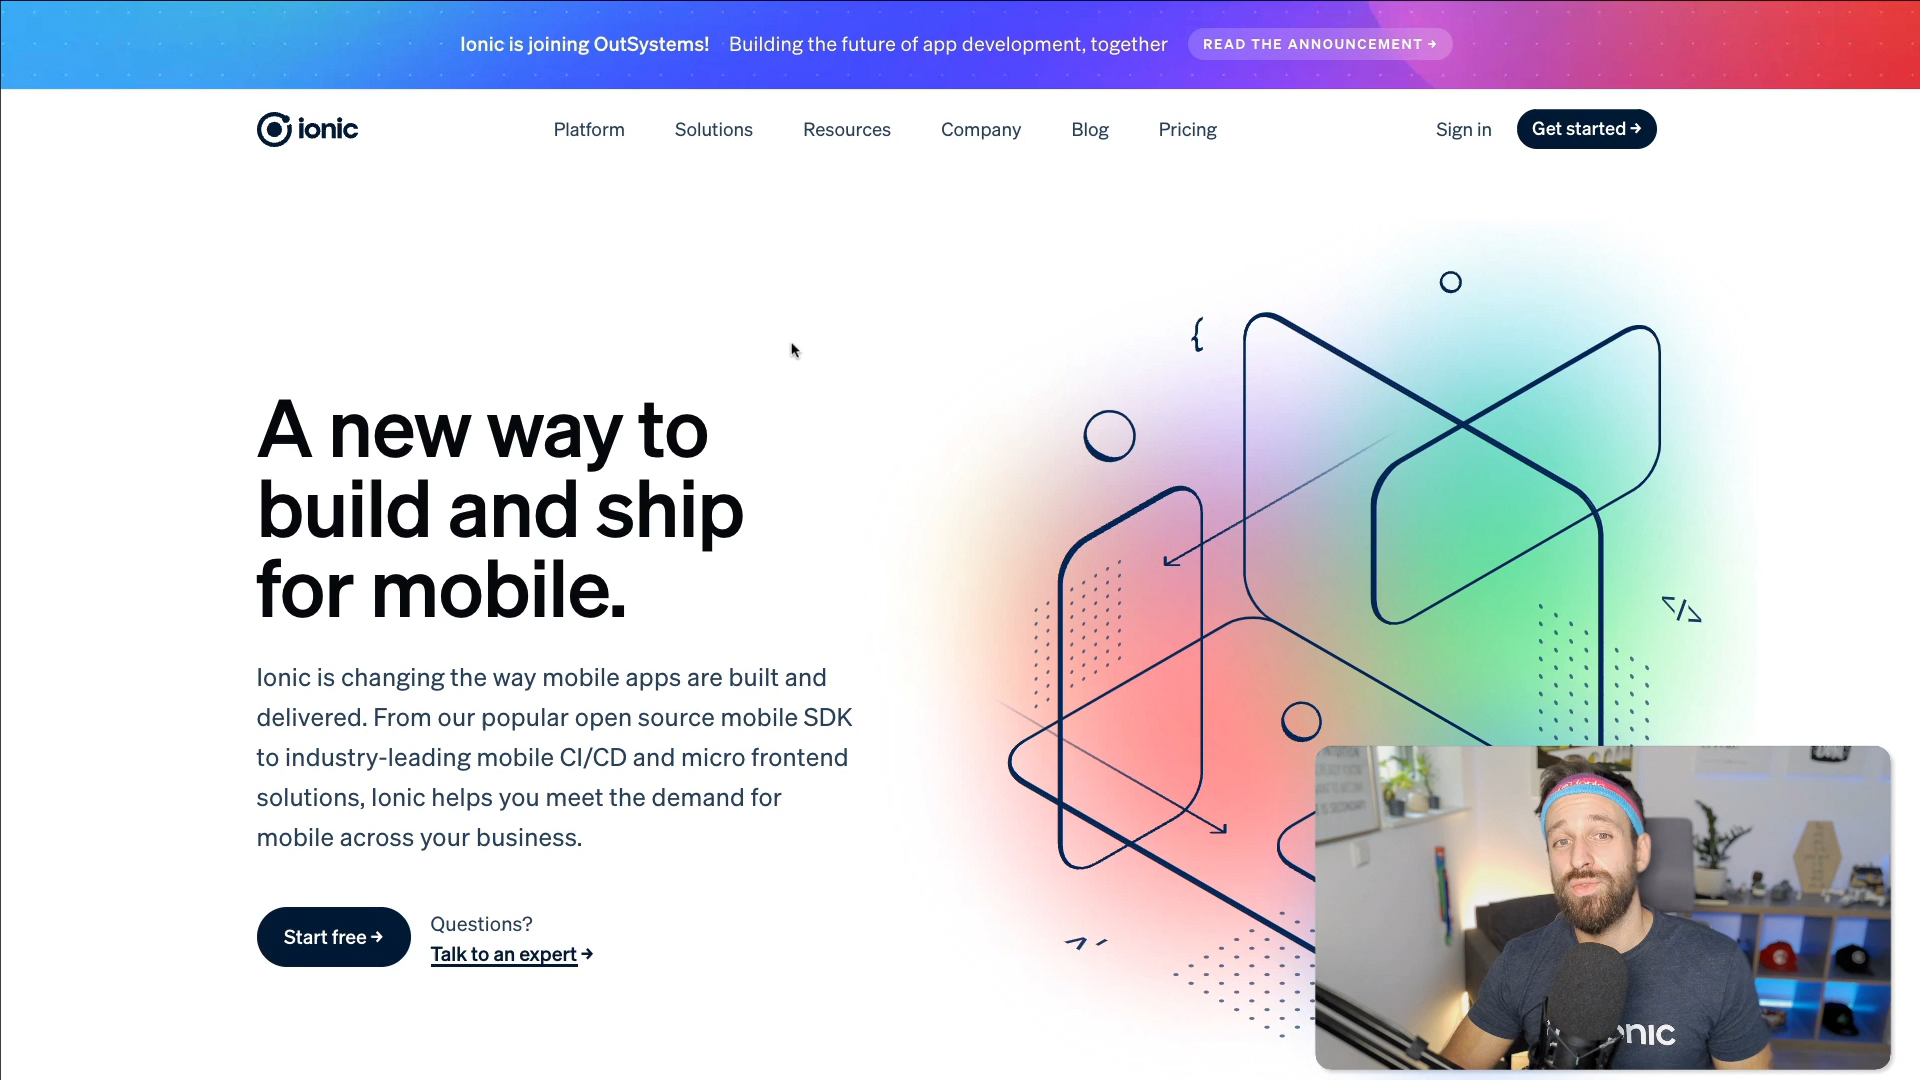 Ionic is joining OutSystems! Building the future of app development, together READ THE ANNOUNCEMENT →
ionic Platform Solutions Resources Company Blog Pricing Sign in Get started →
{
A new way to
build and ship
for mobile.
</>
Ionic is changing the way mobile apps are built and
delivered. From our popular open source mobile SDK
to industry-leading mobile CI/CD and micro frontend
solutions, Ionic helps you meet the demand for
mobile across your business.
Start free →
Questions?
Talk to an expert →
onic